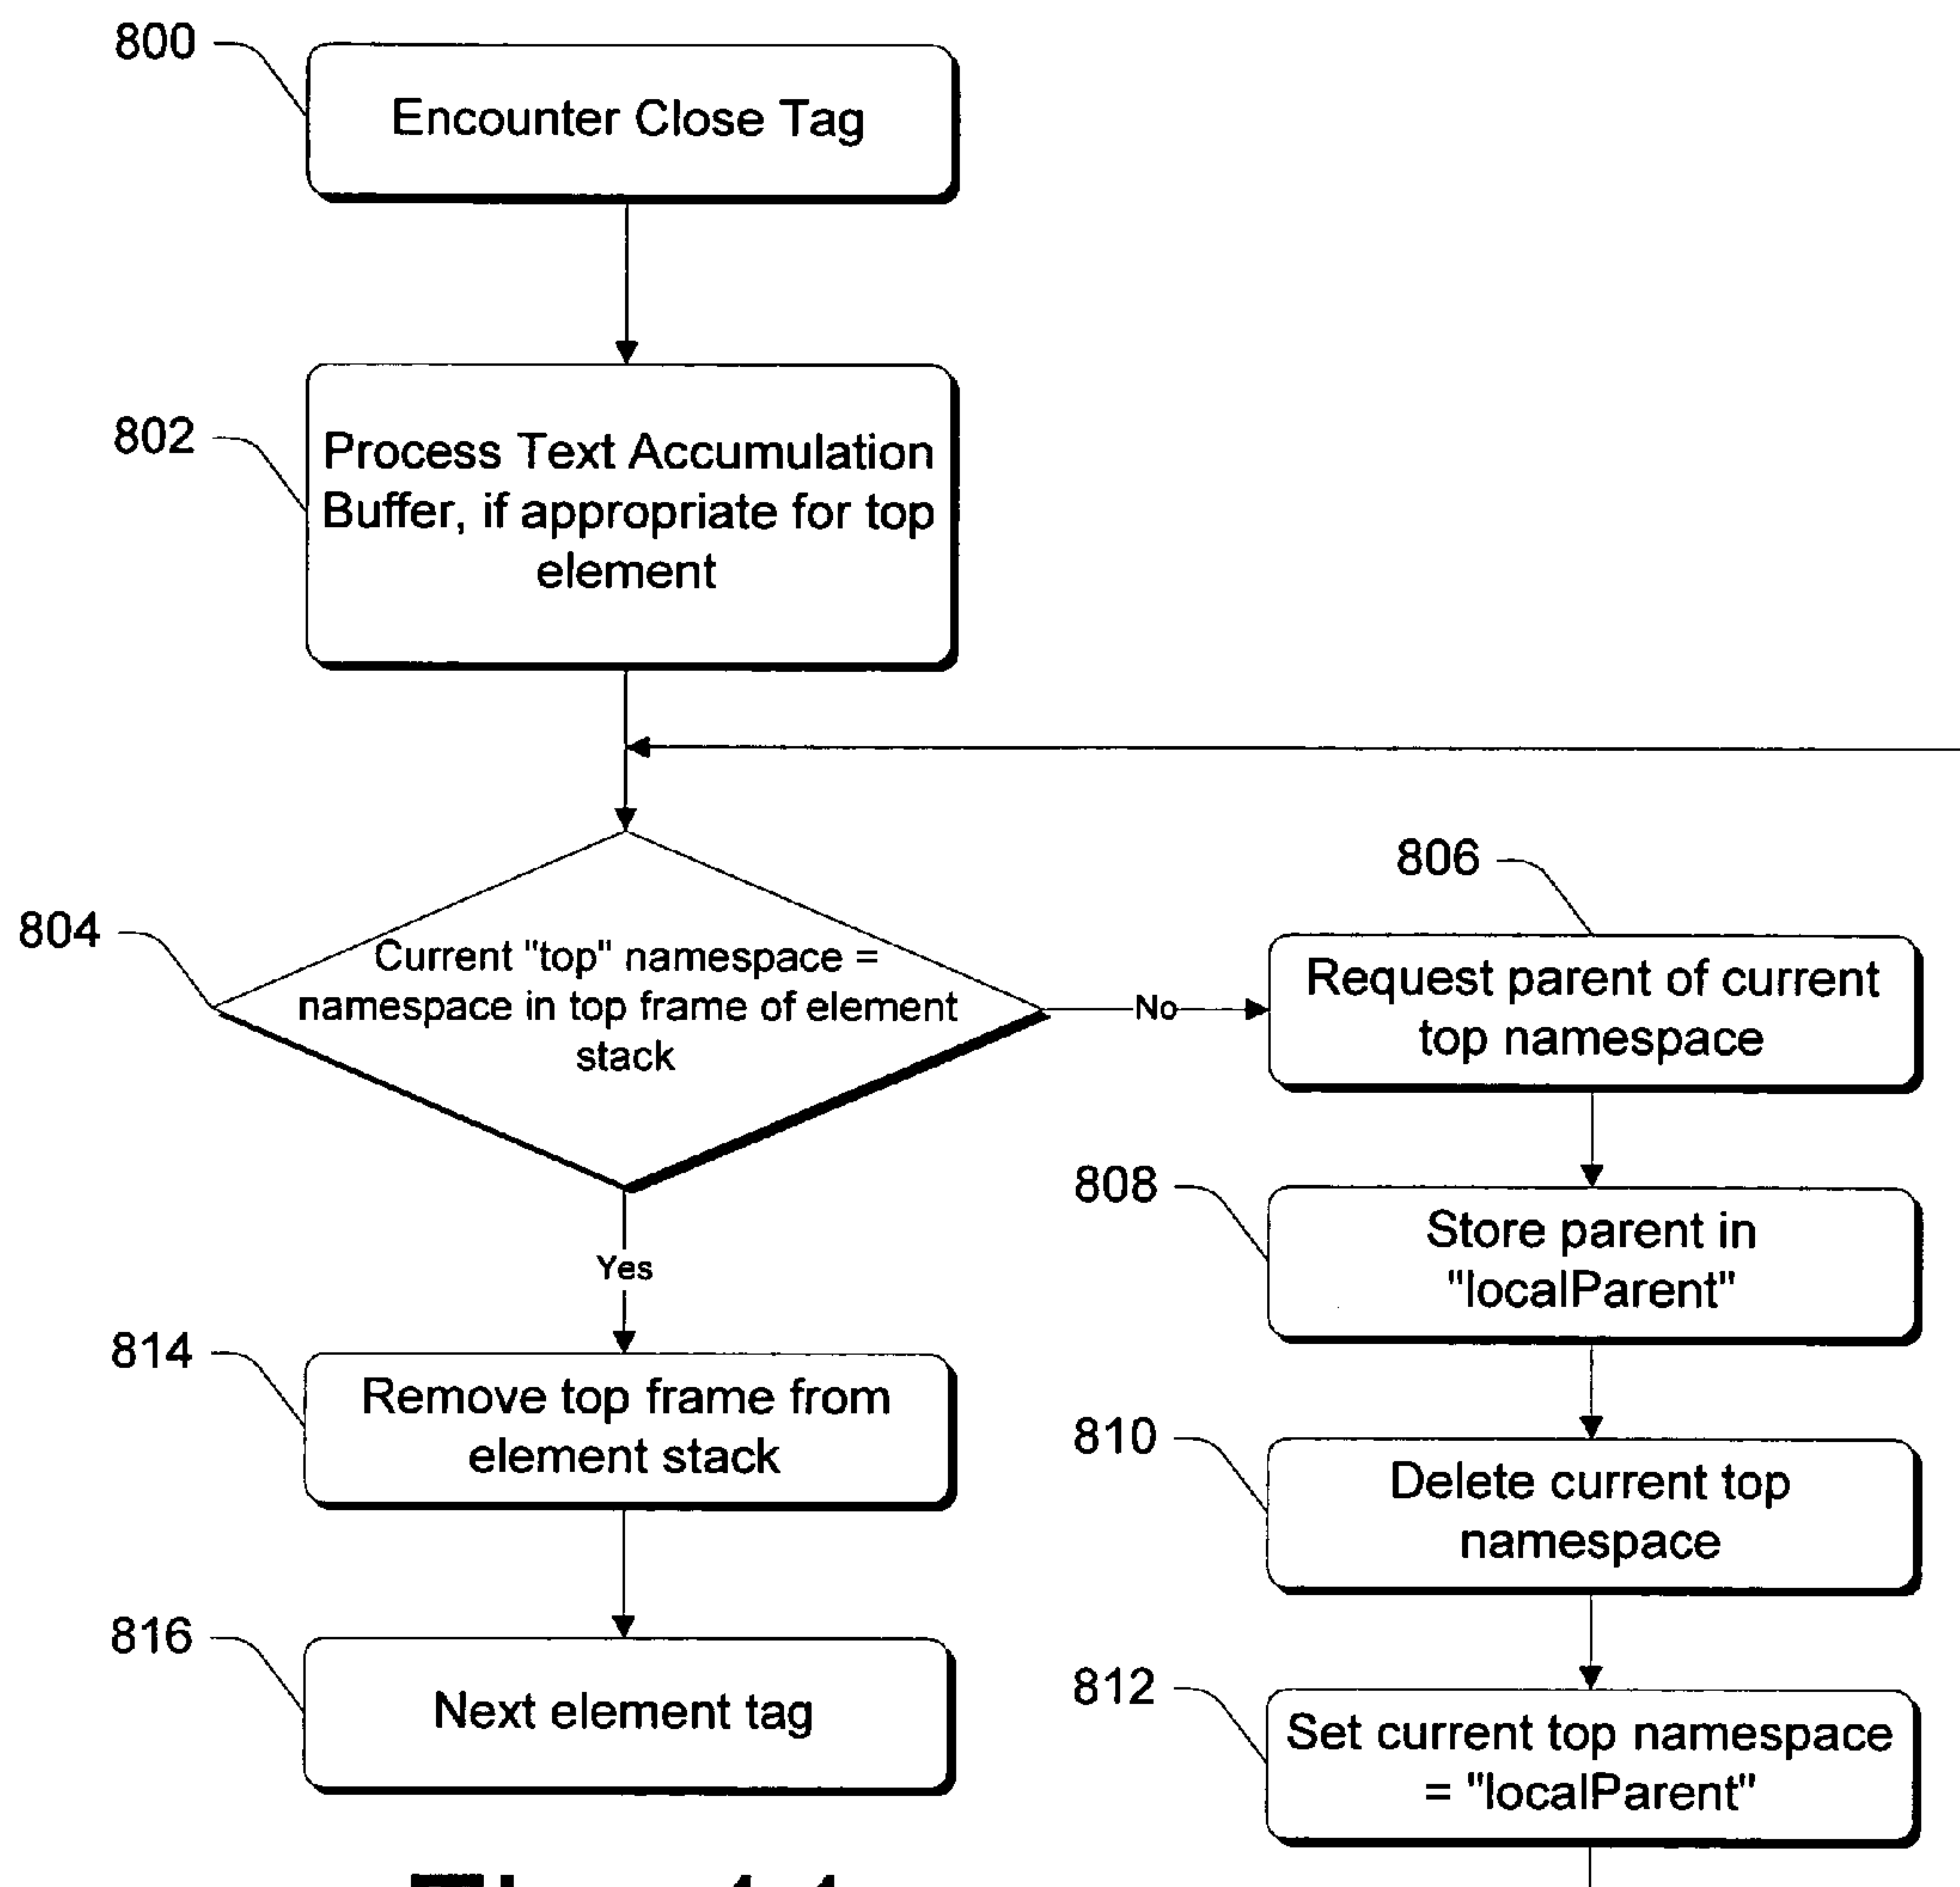 800
Encounter Close Tag
802
Process Text Accumulation
Buffer, if appropriate for top
element
804
Current "top" namespace =
namespace in top frame of element
stack
No
806
Request parent of current
top namespace
808
Store parent in
"localParent"
810
Delete current top
namespace
812
Set current top namespace
= "localParent"
Yes
814
Remove top frame from
element stack
816
Next element tag